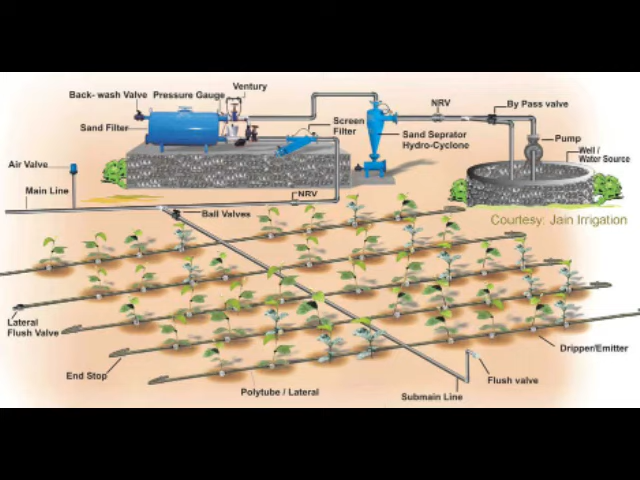 Ventury
Back- wash Valve
Pressure Gauge
NRV
By Pass valve
Sand Filter
Screen
Filter
Sand Seprator
Hydro-Cyclone
Pump
Well /
Water Source
Air Valve
Main Line
NRV
Ball Valves
Courtesy: Jain Irrigation
Lateral
Flush Valve
Dripper/Emitter
End Stop
Flush valve
Polytube / Lateral
Submain Line